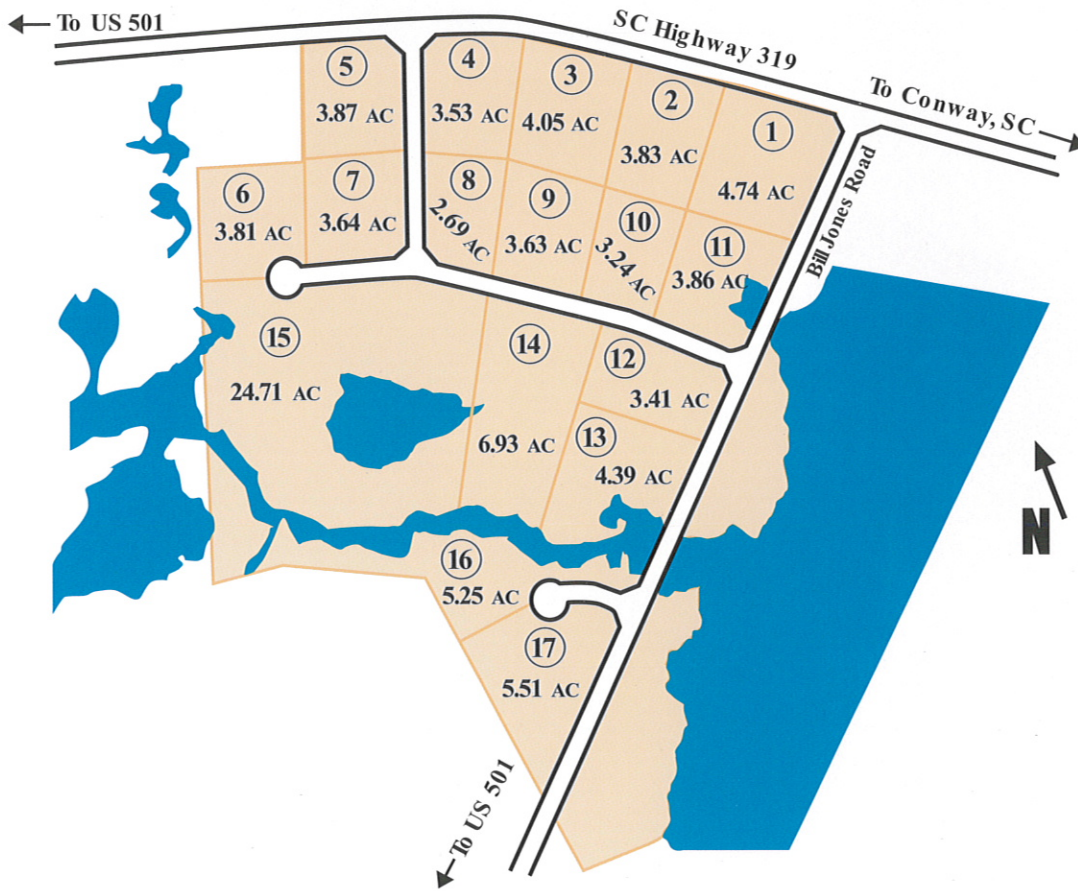 To US 501
SC Highway 319
To Conway, SC
Bill Jones Road
5
3.87 AC
4
3.53 AC
3
4.05 AC
2
3.83 AC
1
4.74 AC
6
3.81 AC
7
3.64 AC
8
2.69 AC
9
3.63 AC
10
3.24 AC
11
3.86 AC
15
24.71 AC
14
6.93 AC
12
3.41 AC
13
4.39 AC
N
16
5.25 AC
17
5.51 AC
To US 501